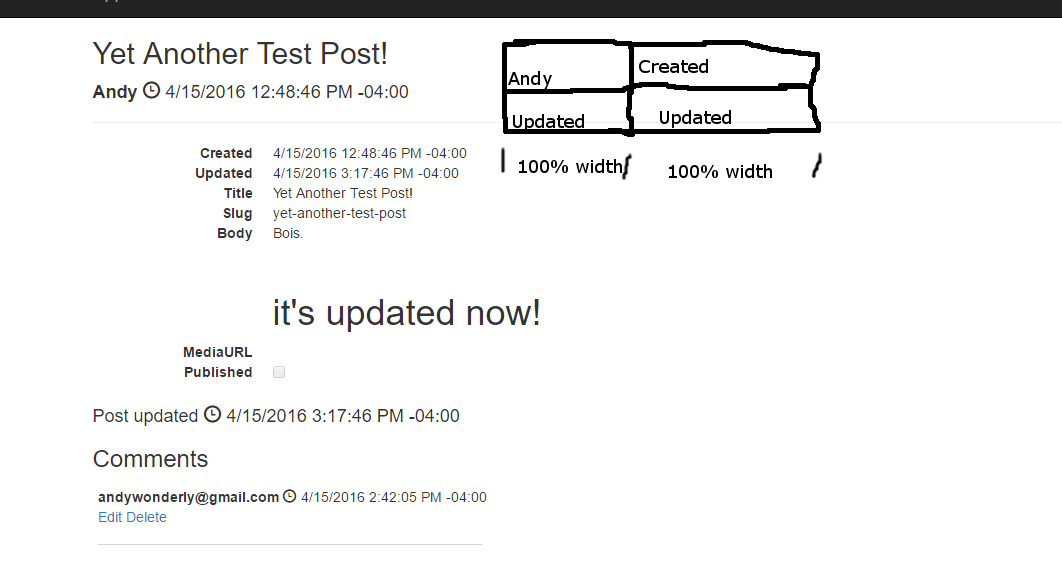 Yet Another Test Post!
Andy 4/15/2016 12:48:46 PM -04:00
Andy Created
Updated Updated
100% width 100% width
Created 4/15/2016 12:48:46 PM -04:00
Updated 4/15/2016 3:17:46 PM -04:00
Title Yet Another Test Post!
Slug yet-another-test-post
Body Bois.
it's updated now!
MediaURL
Published
Post updated 4/15/2016 3:17:46 PM -04:00
Comments
andywonderly@gmail.com 4/15/2016 2:42:05 PM -04:00
Edit Delete